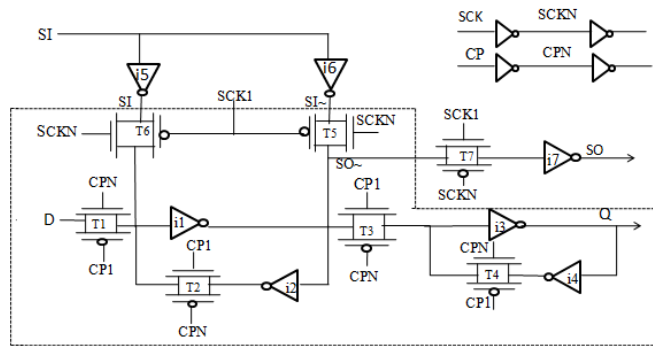 SI
SCK
SCKN
CP
CPN
i5
i6
SI
SCK1
SI~
SCKN
T6
T5
SCKN
SCK1
SO~
T7
i7
SO
SCKN
CPN
CP1
D
T1
i1
T3
i3
Q
CP1
CP1
CPN
CPN
T2
i2
T4
i4
CPN
CP1